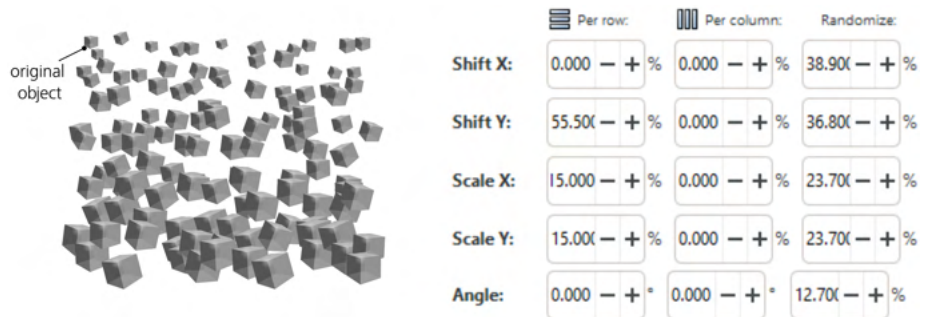 Per row: Per column: Randomize:
original
object
Shift X: 0.000 − + % 0.000 − + % 38.90( − + %
Shift Y: 55.50( − + % 0.000 − + % 36.80( − + %
Scale X: 15.000 − + % 0.000 − + % 23.70( − + %
Scale Y: 15.000 − + % 0.000 − + % 23.70( − + %
Angle: 0.000 − + ° 0.000 − + ° 12.70( − + %